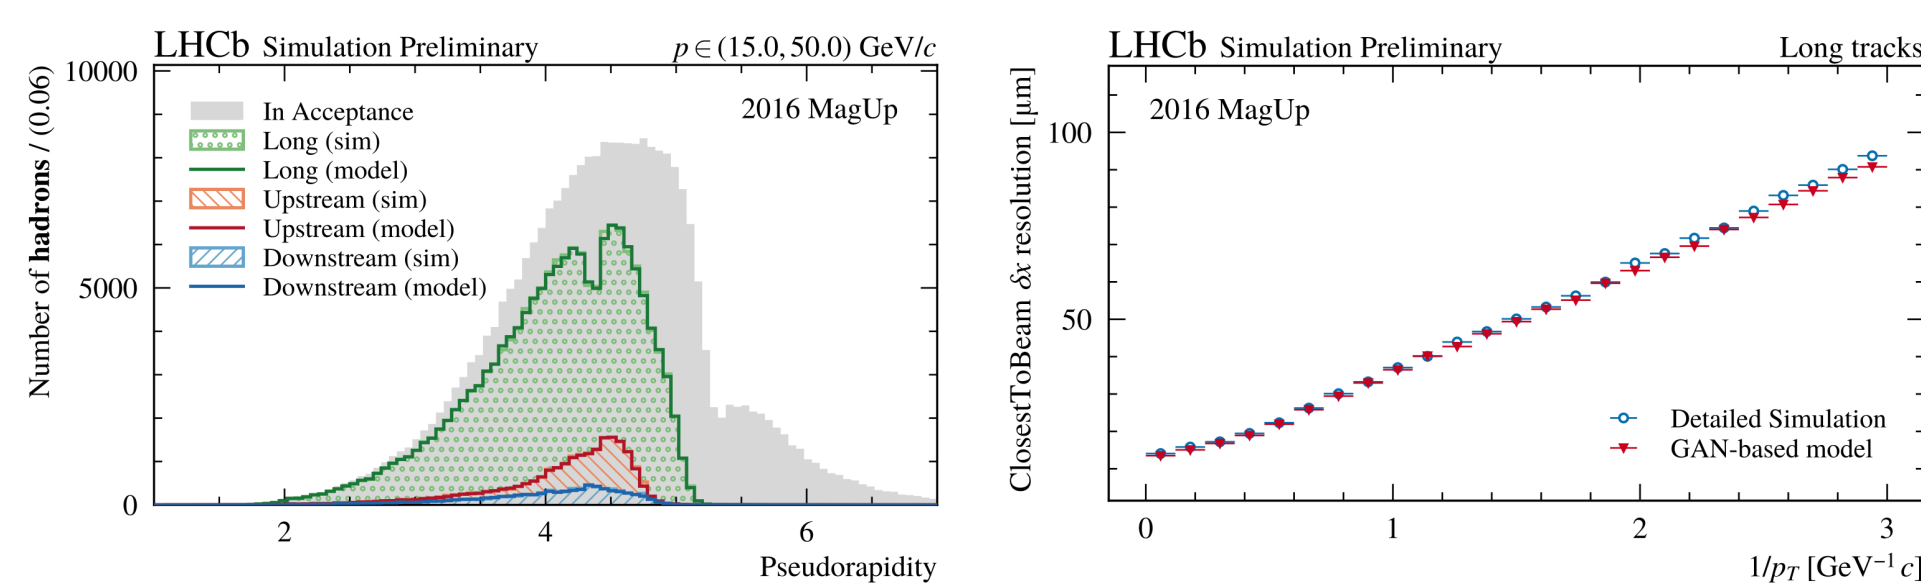 LHCb Simulation Preliminary
p ∈ (15.0, 50.0) GeV/c
2016 MagUp
In Acceptance
Long (sim)
Long (model)
Upstream (sim)
Upstream (model)
Downstream (sim)
Downstream (model)
Number of hadrons / (0.06)
10000
5000
0
2 4 6
Pseudorapidity
LHCb Simulation Preliminary
Long tracks
2016 MagUp
ClosestToBeam δx resolution [µm]
100
50
Detailed Simulation
GAN-based model
0 1 2 3
1/p_T [GeV⁻¹ c]